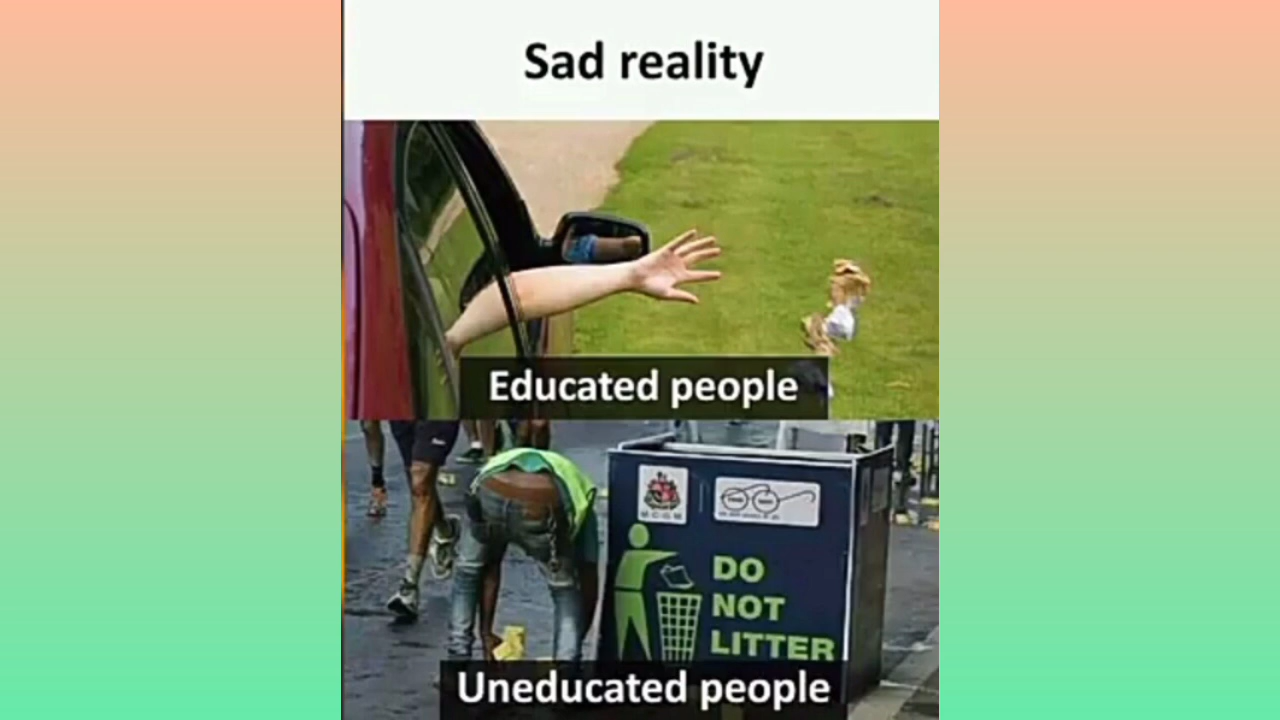 Sad reality
Educated people
M C G M
DO
NOT
LITTER
Uneducated people